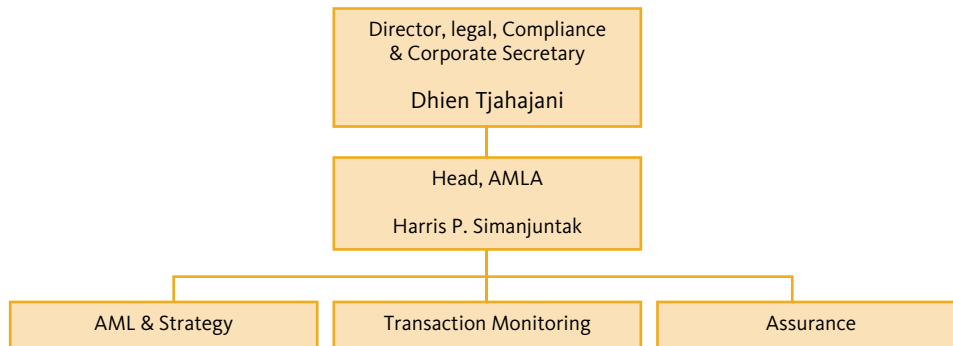 Director, legal, Compliance
& Corporate Secretary
Dhien Tjahajani
Head, AMLA
Harris P. Simanjuntak
AML & Strategy
Transaction Monitoring
Assurance